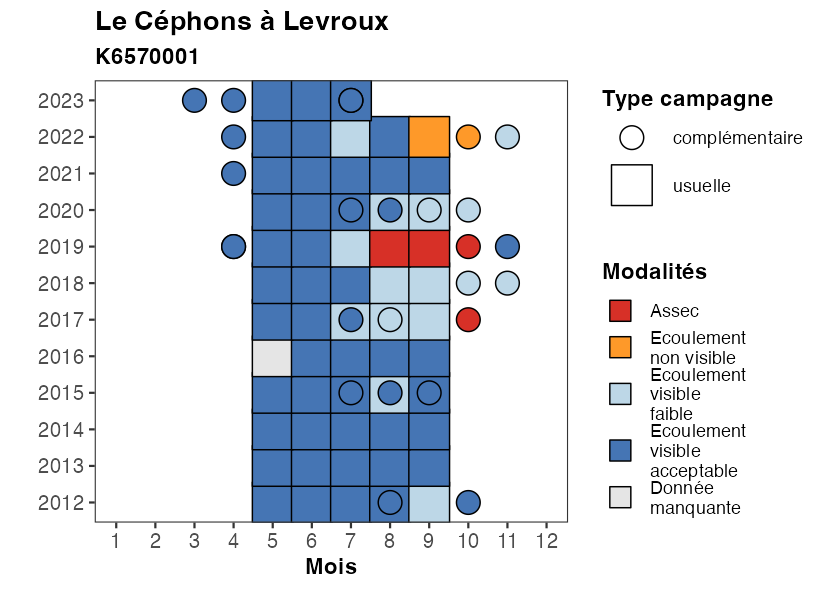 Le Céphons à Levroux
K6570001
2023
2022
2021
2020
2019
2018
2017
2016
2015
2014
2013
2012
1 2 3 4 5 6 7 8 9 10 11 12
Mois
Type campagne
complémentaire
usuelle
Modalités
Assec
Ecoulement
non visible
Ecoulement
visible
faible
Ecoulement
visible
acceptable
Donnée
manquante